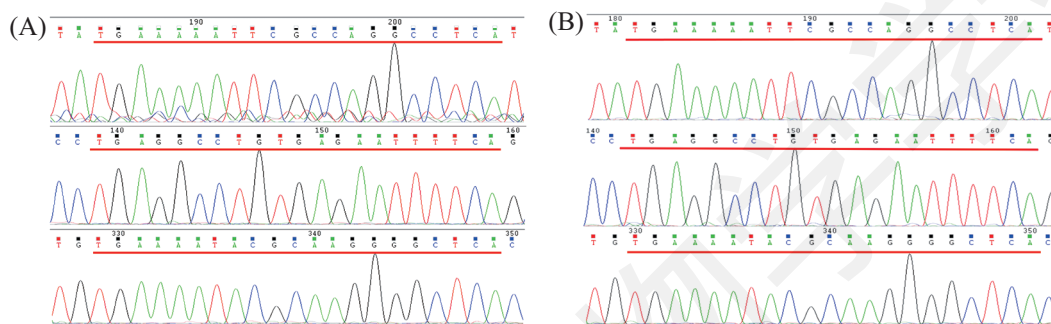 (A)
190 200
T A T G A A A A A T T C G C C A G G C C T C A T
140 150 160
C C T G A G G C C T G T G A G A A T T T T C A G
330 340 350
T G T G A A A A T A C G C A A G G G G C T C A C
(B)
180 190 200
T A T G A A A A A T T C G C C A G G C C T C A T
140 150 160
C C T G A G G C C T G T G A G A A T T T T C A G
330 340 350
T G T G A A A A T A C G C A A G G G G C T C A C